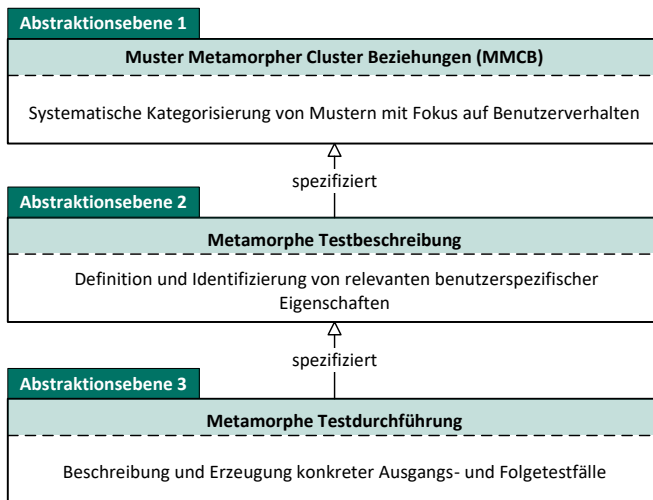 Abstraktionsebene 1
Muster Metamorpher Cluster Beziehungen (MMCB)
Systematische Kategorisierung von Mustern mit Fokus auf Benutzerverhalten
spezifiziert
Abstraktionsebene 2
Metamorphe Testbeschreibung
Definition und Identifizierung von relevanten benutzerspezifischer
Eigenschaften
spezifiziert
Abstraktionsebene 3
Metamorphe Testdurchführung
Beschreibung und Erzeugung konkreter Ausgangs- und Folgetestfälle